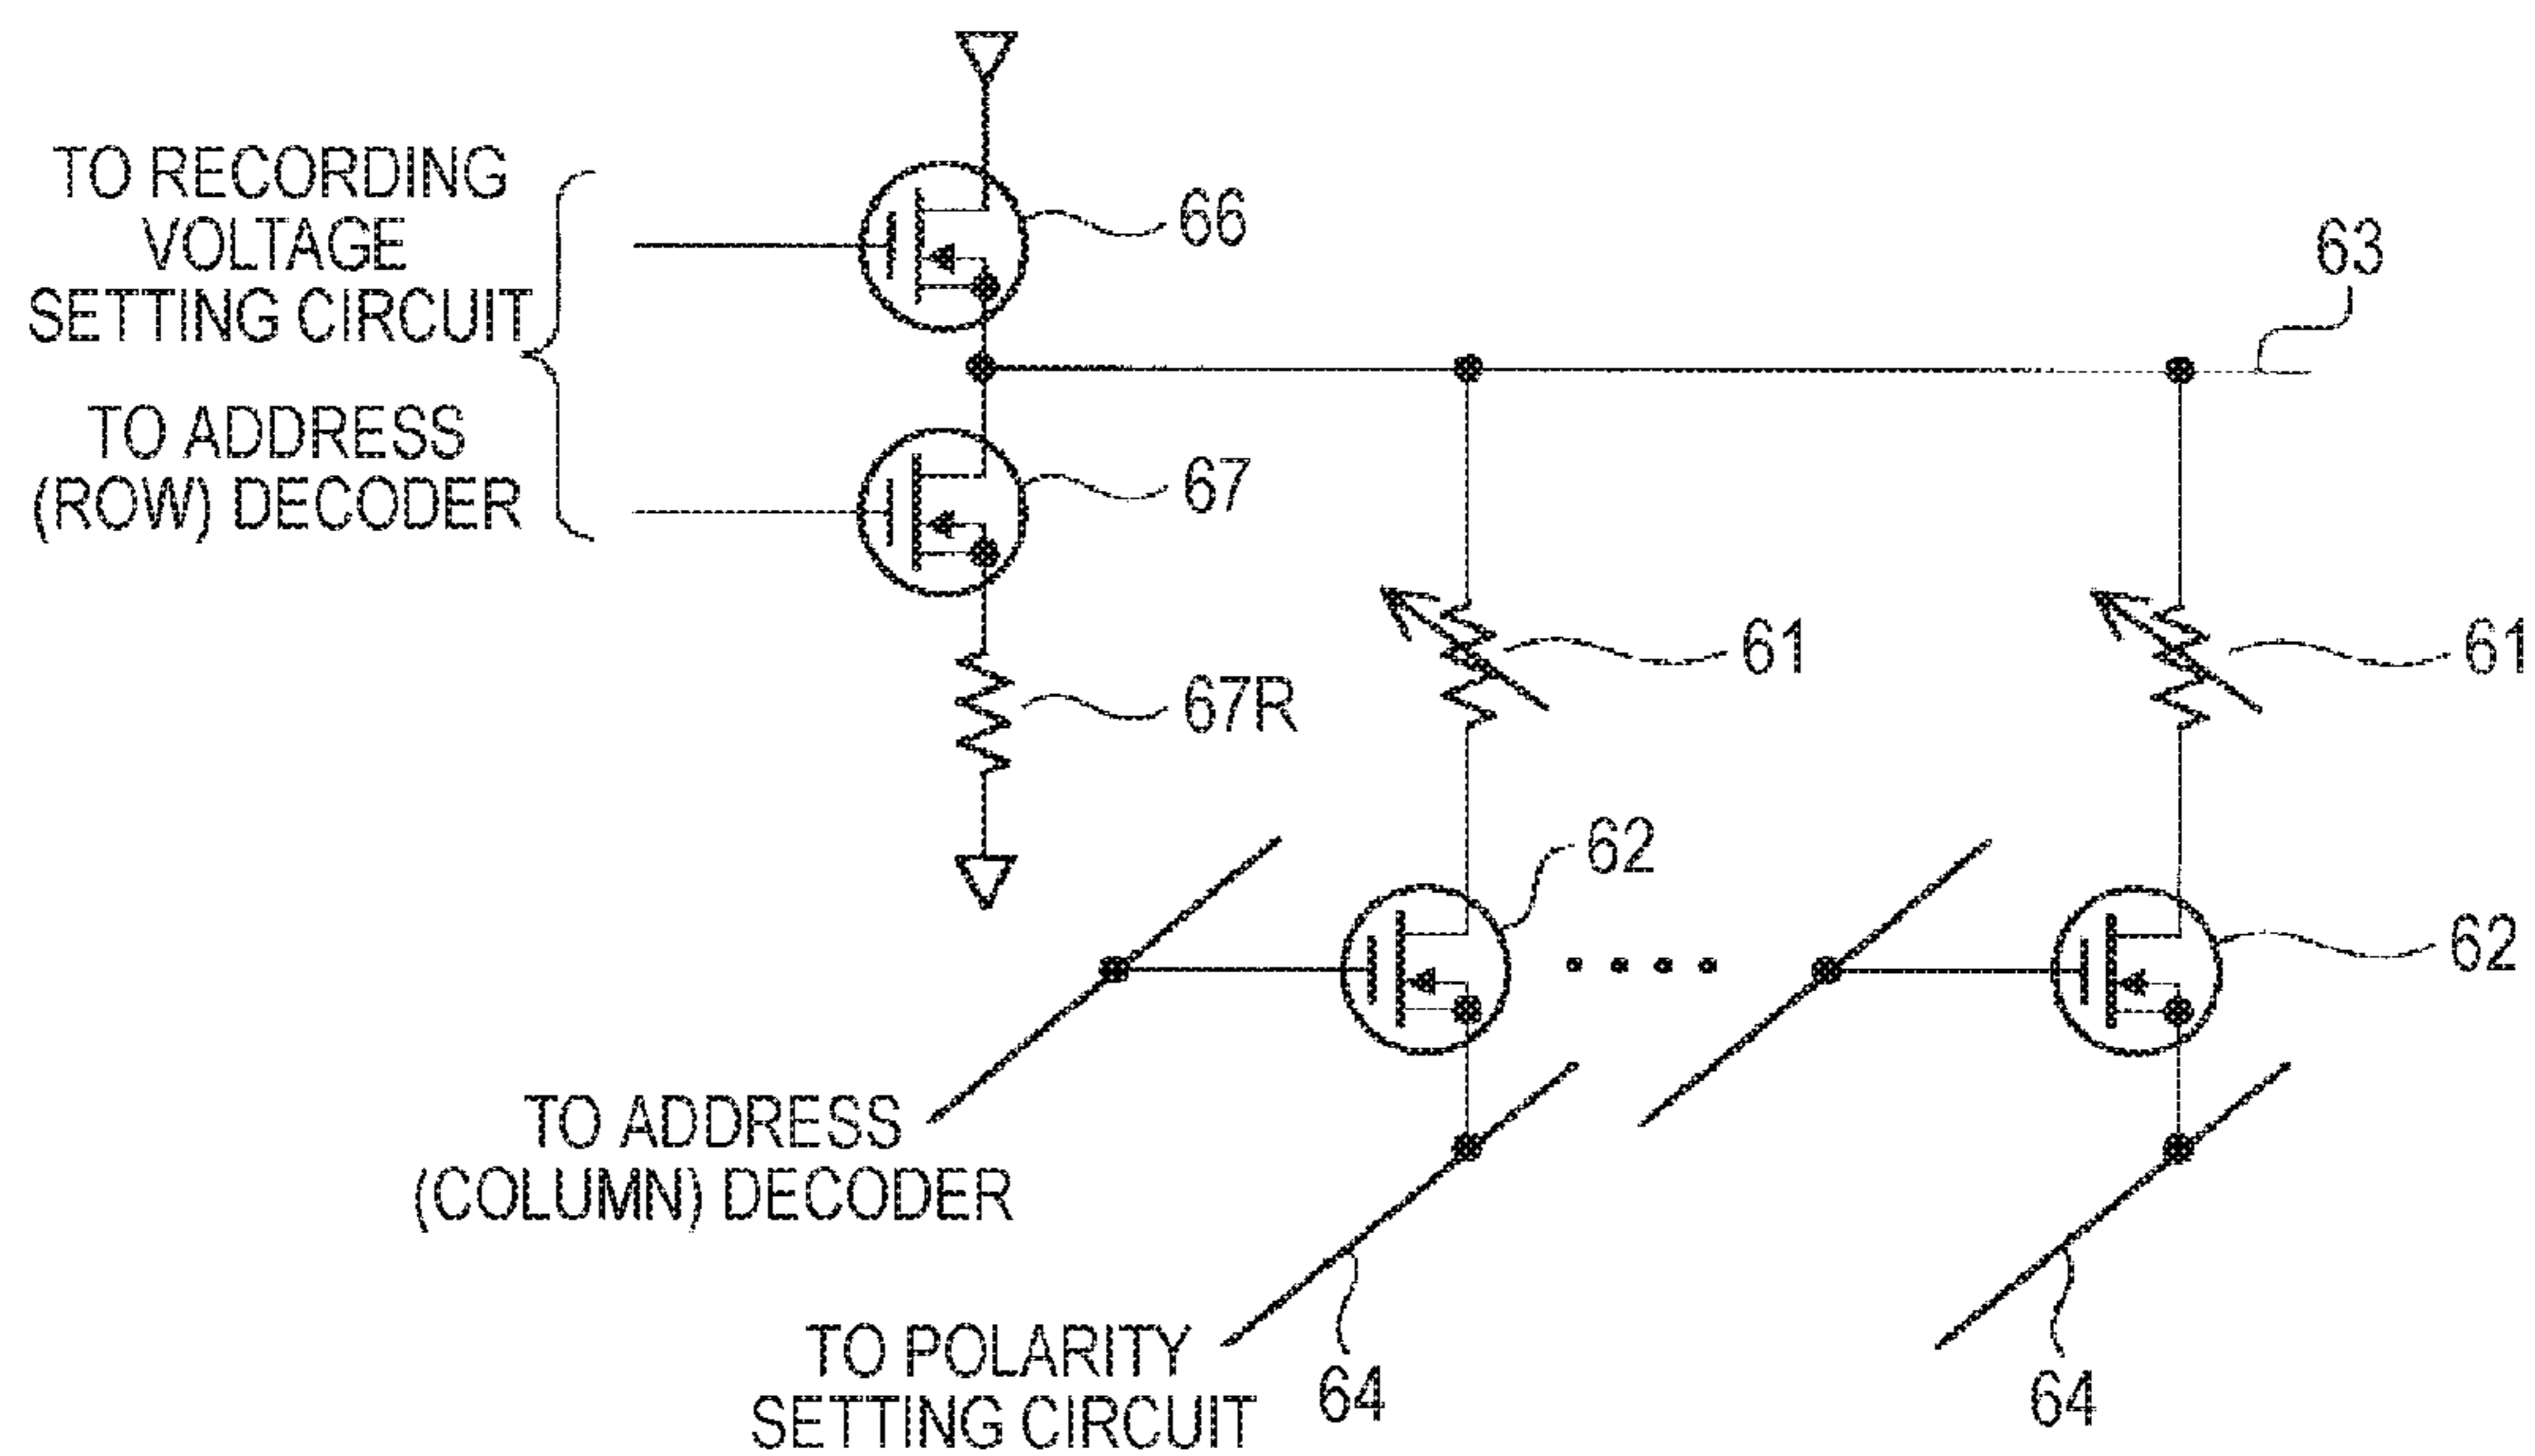 TO RECORDING
VOLTAGE
SETTING CIRCUIT
TO ADDRESS
(ROW) DECODER
66
63
67
67R
61
61
62
62
TO ADDRESS
(COLUMN) DECODER
TO POLARITY
SETTING CIRCUIT
64
64